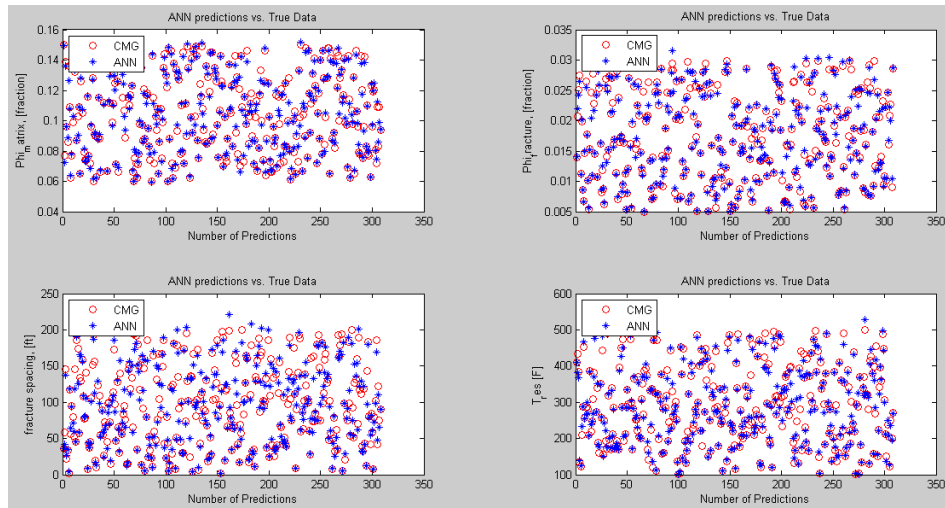 ANN predictions vs. True Data
0.16
0.14
0.12
0.1
0.08
0.06
0.04
Phi_matrix, [fraction]
CMG
ANN
0 50 100 150 200 250 300 350
Number of Predictions
ANN predictions vs. True Data
0.035
0.03
0.025
0.02
0.015
0.01
0.005
Phi_fracture, [fraction]
CMG
ANN
0 50 100 150 200 250 300 350
Number of Predictions
ANN predictions vs. True Data
250
200
150
100
50
0
fracture spacing, [ft]
CMG
ANN
0 50 100 150 200 250 300 350
Number of Predictions
ANN predictions vs. True Data
600
500
400
300
200
100
T_res [F]
CMG
ANN
0 50 100 150 200 250 300 350
Number of Predictions